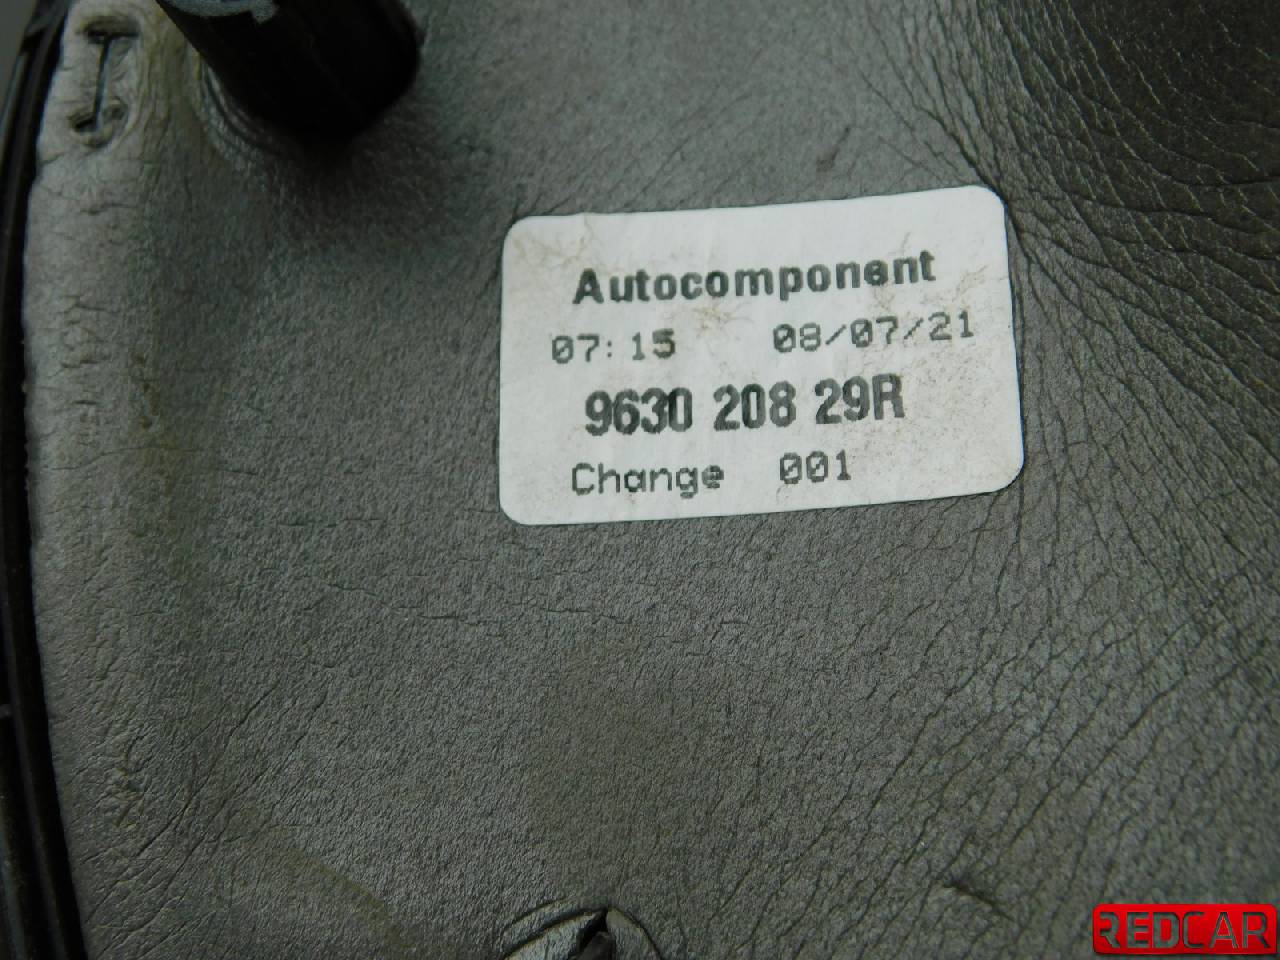 Autocomponent
07:15 08/07/21
9630 208 29R
Change 001
REDCAR